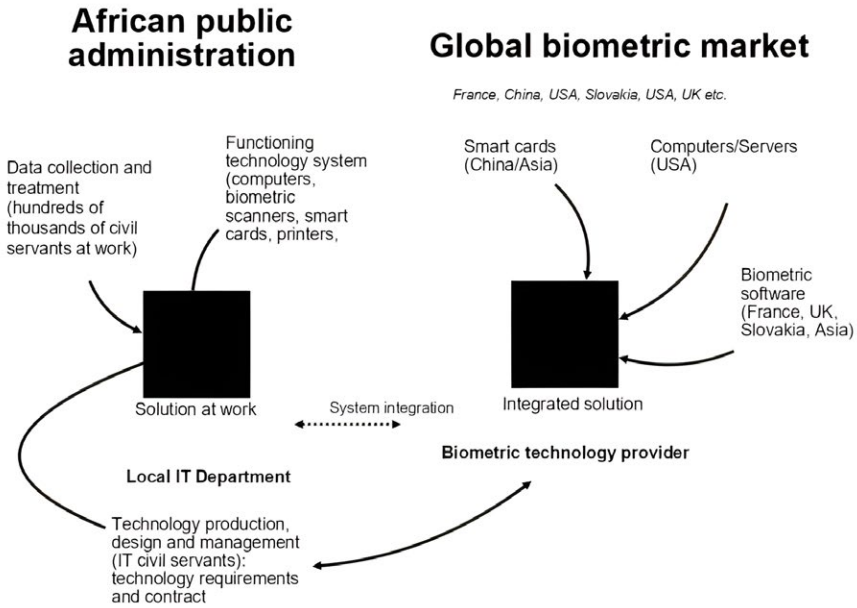 African public
administration
Global biometric market
France, China, USA, Slovakia, USA, UK etc.
Data collection and
treatment
(hundreds of
thousands of civil
servants at work)
Functioning
technology system
(computers,
biometric
scanners, smart
cards, printers,
Smart cards
(China/Asia)
Computers/Servers
(USA)
Biometric
software
(France, UK,
Slovakia, Asia)
Solution at work
System integration
Integrated solution
Local IT Department
Biometric technology provider
Technology production,
design and management
(IT civil servants):
technology requirements
and contract